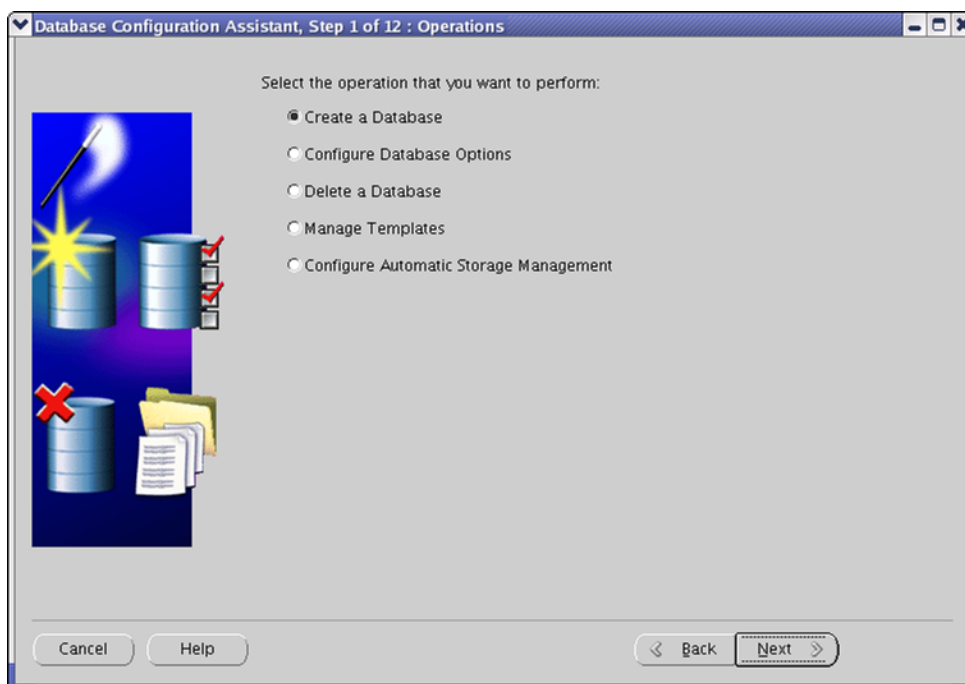 Database Configuration Assistant, Step 1 of 12 : Operations
Select the operation that you want to perform:
Create a Database
Configure Database Options
Delete a Database
Manage Templates
Configure Automatic Storage Management
Cancel
Help
Back
Next